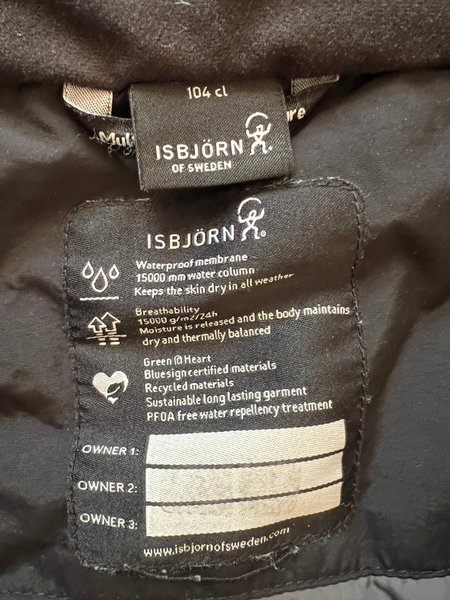 104 cl
Mul
re
ISBJÖRN
OF SWEDEN
ISBJÖRN
Waterproof membrane
15000 mm water column
Keeps the skin dry in all weather
Breathability
15000 g/m2/24h
Moisture is released and the body maintains
dry and thermally balanced
Green @ Heart
Bluesign certified materials
Recycled materials
Sustainable long lasting garment
PFOA free water repellency treatment
OWNER 1:
OWNER 2:
OWNER 3:
www.isbjornofsweden.com